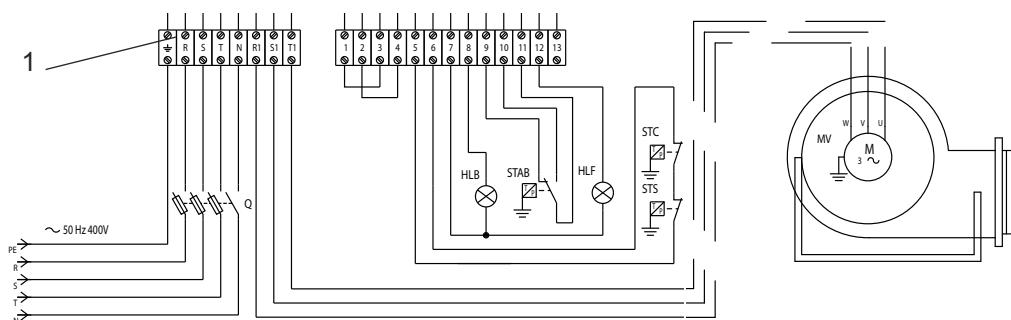 1
R S T N R1 S1 T1
1 2 3 4 5 6 7 8 9 10 11 12 13
STC
W V U
MV
M
3 ~
HLB
STAB
HLF
T P
T P
STS
T P
Q
~ 50 Hz 400V
PE
R
S
T
N